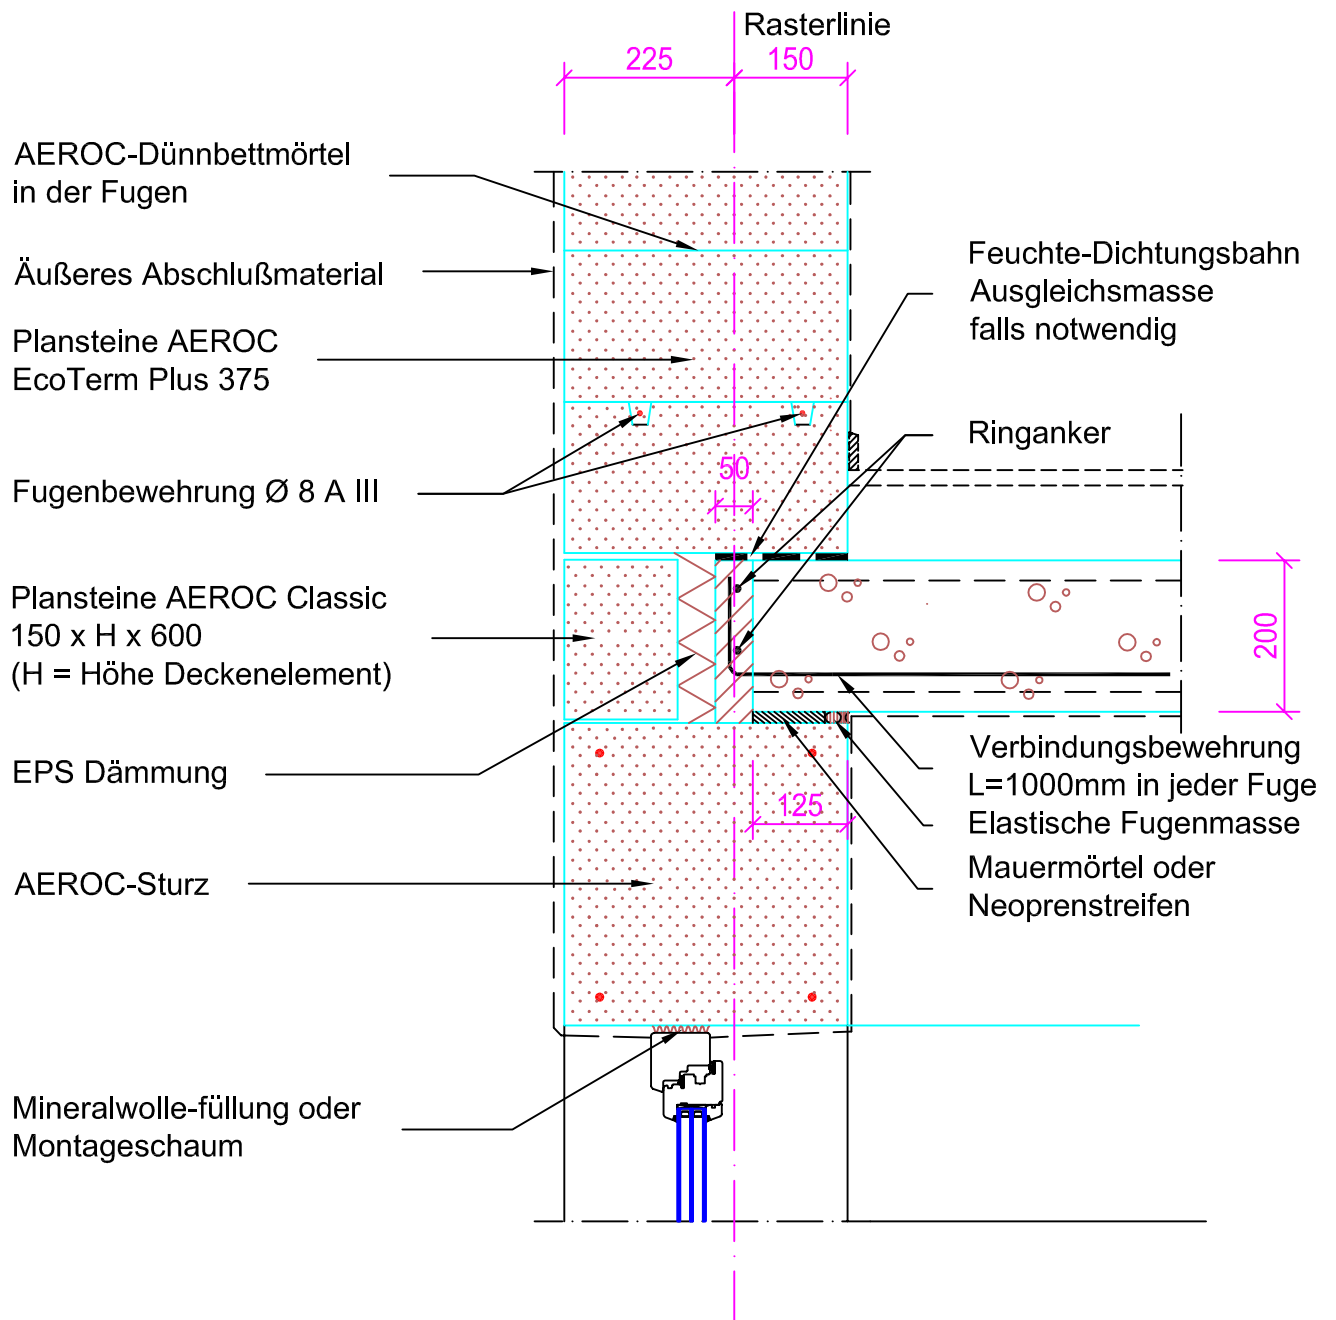 Rasterlinie
225
150
AEROC-Dünnbettmörtel
in der Fugen
Äußeres Abschlußmaterial
Plansteine AEROC
EcoTerm Plus 375
Fugenbewehrung Ø 8 A III
Plansteine AEROC Classic
150 x H x 600
(H = Höhe Deckenelement)
EPS Dämmung
AEROC-Sturz
Mineralwolle-füllung oder
Montageschaum
50
125
Feuchte-Dichtungsbahn
Ausgleichsmasse
falls notwendig
Ringanker
200
Verbindungsbewehrung
L=1000mm in jeder Fuge
Elastische Fugenmasse
Mauermörtel oder
Neoprenstreifen